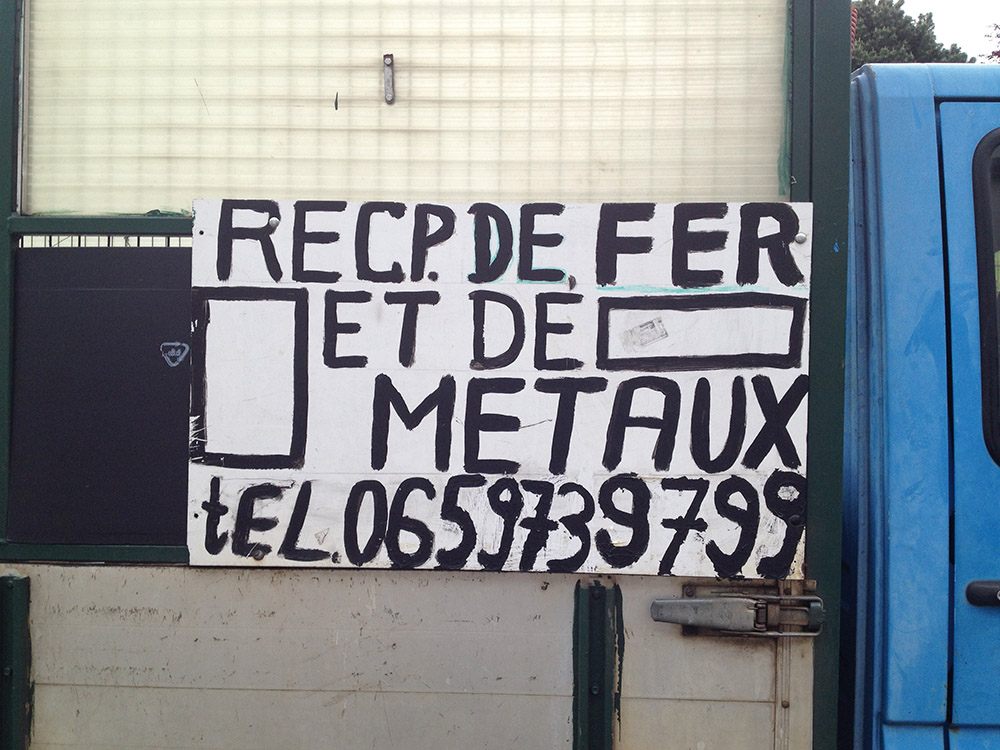 RECP. DE FER
ET DE
METAUX
tEL. 0659739799